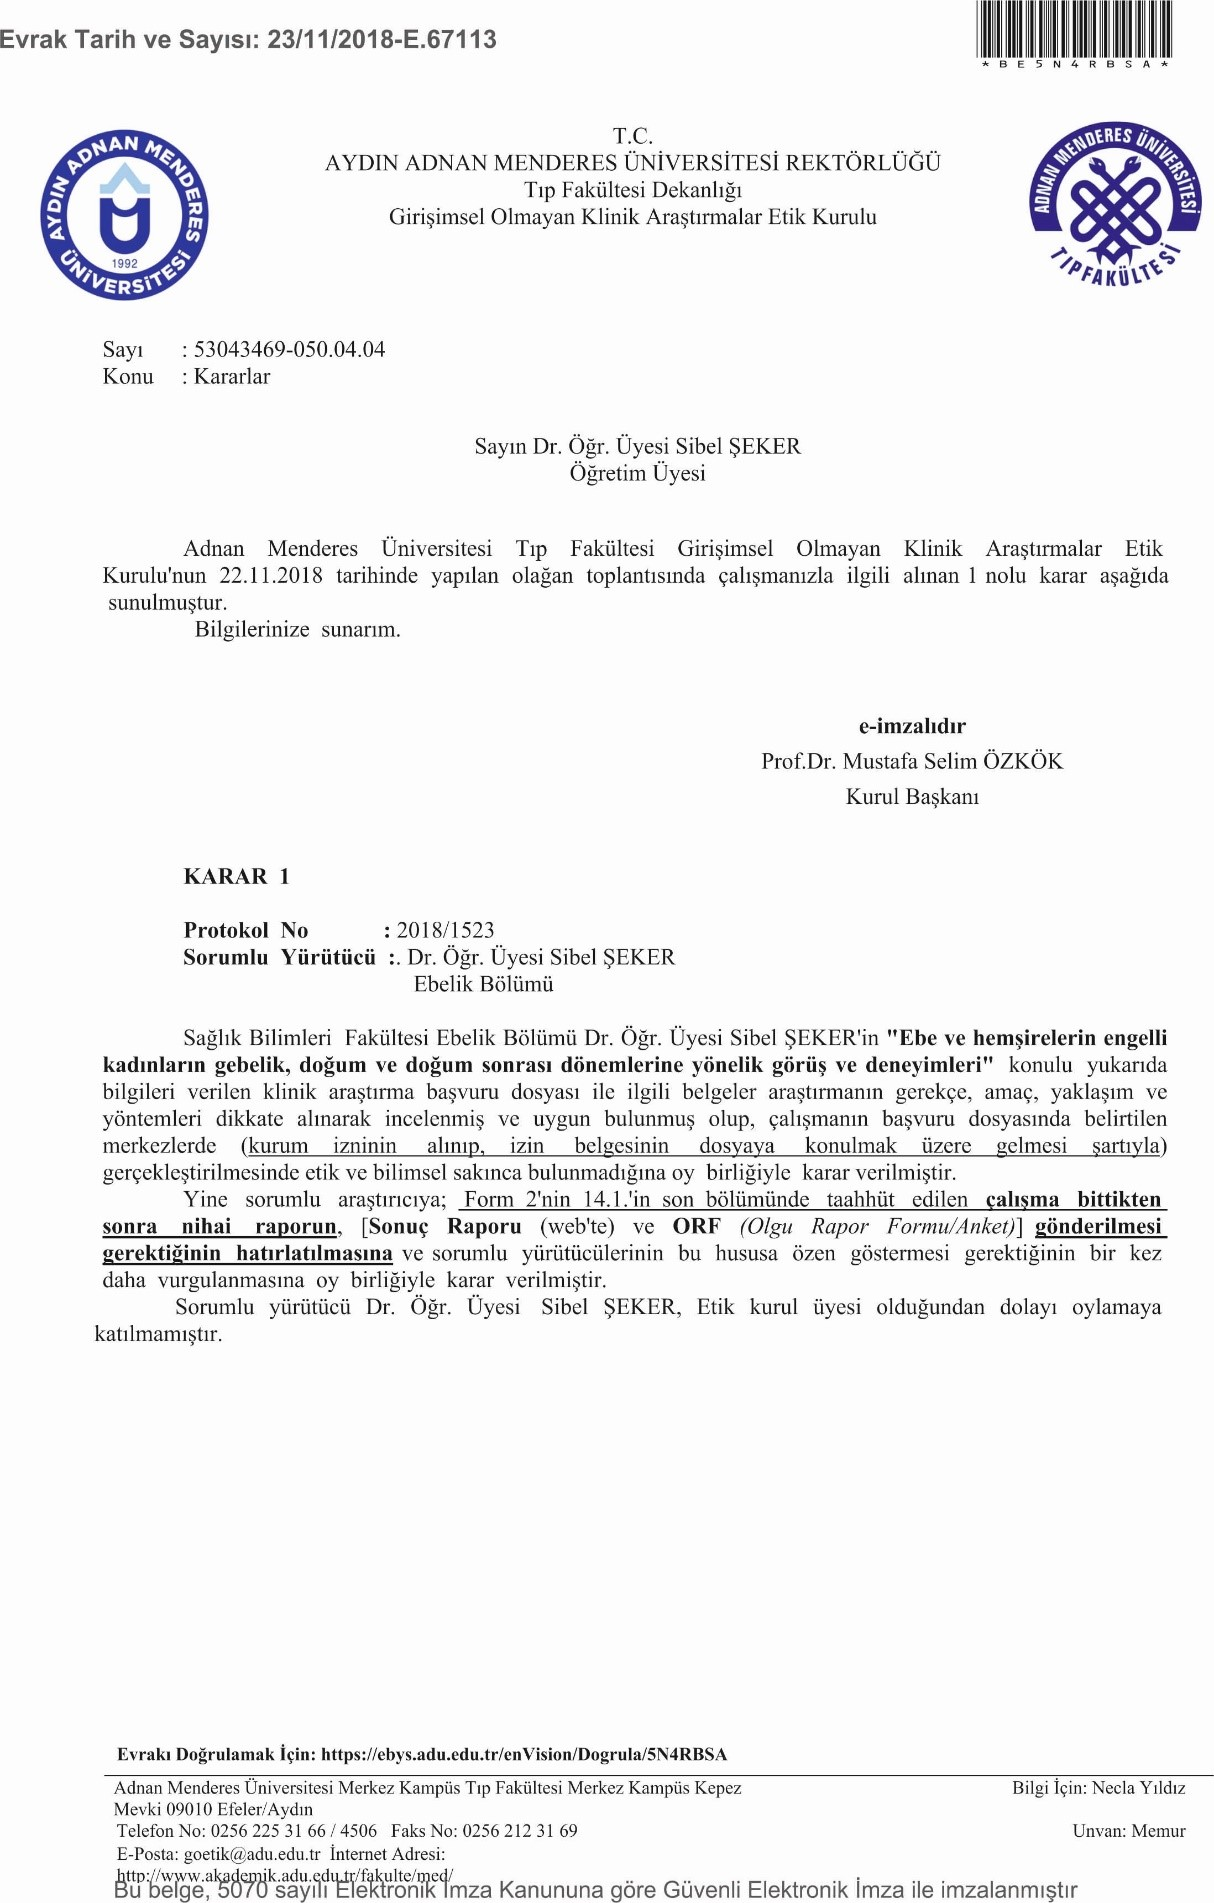 Evrak Tarih ve Sayısı: 23/11/2018-E.67113
*BE5N4RBSA*
AYDIN ADNAN MENDERES ÜNİVERSİTESİ
1992
ADNAN MENDERES ÜNİVERSİTESİ
TIP FAKÜLTESİ
T.C.
AYDIN ADNAN MENDERES ÜNİVERSİTESİ REKTÖRLÜĞÜ
Tıp Fakültesi Dekanlığı
Girişimsel Olmayan Klinik Araştırmalar Etik Kurulu
Sayı : 53043469-050.04.04
Konu : Kararlar
Sayın Dr. Öğr. Üyesi Sibel ŞEKER
Öğretim Üyesi
Adnan Menderes Üniversitesi Tıp Fakültesi Girişimsel Olmayan Klinik Araştırmalar Etik
Kurulu'nun 22.11.2018 tarihinde yapılan olağan toplantısında çalışmanızla ilgili alınan 1 nolu karar aşağıda
sunulmuştur.
Bilgilerinize sunarım.
e-imzalıdır
Prof.Dr. Mustafa Selim ÖZKÖK
Kurul Başkanı
KARAR 1
Protokol No : 2018/1523
Sorumlu Yürütücü :. Dr. Öğr. Üyesi Sibel ŞEKER
Ebelik Bölümü
Sağlık Bilimleri Fakültesi Ebelik Bölümü Dr. Öğr. Üyesi Sibel ŞEKER'in "Ebe ve hemşirelerin engelli
kadınların gebelik, doğum ve doğum sonrası dönemlerine yönelik görüş ve deneyimleri" konulu yukarıda
bilgileri verilen klinik araştırma başvuru dosyası ile ilgili belgeler araştırmanın gerekçe, amaç, yaklaşım ve
yöntemleri dikkate alınarak incelenmiş ve uygun bulunmuş olup, çalışmanın başvuru dosyasında belirtilen
merkezlerde (kurum izninin alınıp, izin belgesinin dosyaya konulmak üzere gelmesi şartıyla)
gerçekleştirilmesinde etik ve bilimsel sakınca bulunmadığına oy birliğiyle karar verilmiştir.
Yine sorumlu araştırıcıya; Form 2'nin 14.1.'in son bölümünde taahhüt edilen çalışma bittikten
sonra nihai raporun, [Sonuç Raporu (web'te) ve ORF (Olgu Rapor Formu/Anket)] gönderilmesi
gerektiğinin hatırlatılmasına ve sorumlu yürütücülerinin bu hususa özen göstermesi gerektiğinin bir kez
daha vurgulanmasına oy birliğiyle karar verilmiştir.
Sorumlu yürütücü Dr. Öğr. Üyesi Sibel ŞEKER, Etik kurul üyesi olduğundan dolayı oylamaya
katılmamıştır.
Evrakı Doğrulamak İçin: https://ebys.adu.edu.tr/enVision/Dogrula/5N4RBSA
Adnan Menderes Üniversitesi Merkez Kampüs Tıp Fakültesi Merkez Kampüs Kepez
Mevki 09010 Efeler/Aydın
Telefon No: 0256 225 31 66 / 4506 Faks No: 0256 212 31 69
E-Posta: goetik@adu.edu.tr İnternet Adresi:
http://www.akademik.adu.edu.tr/fakulte/med/
Bilgi İçin: Necla Yıldız
Unvan: Memur
Bu belge, 5070 sayılı Elektronik İmza Kanununa göre Güvenli Elektronik İmza ile imzalanmıştır